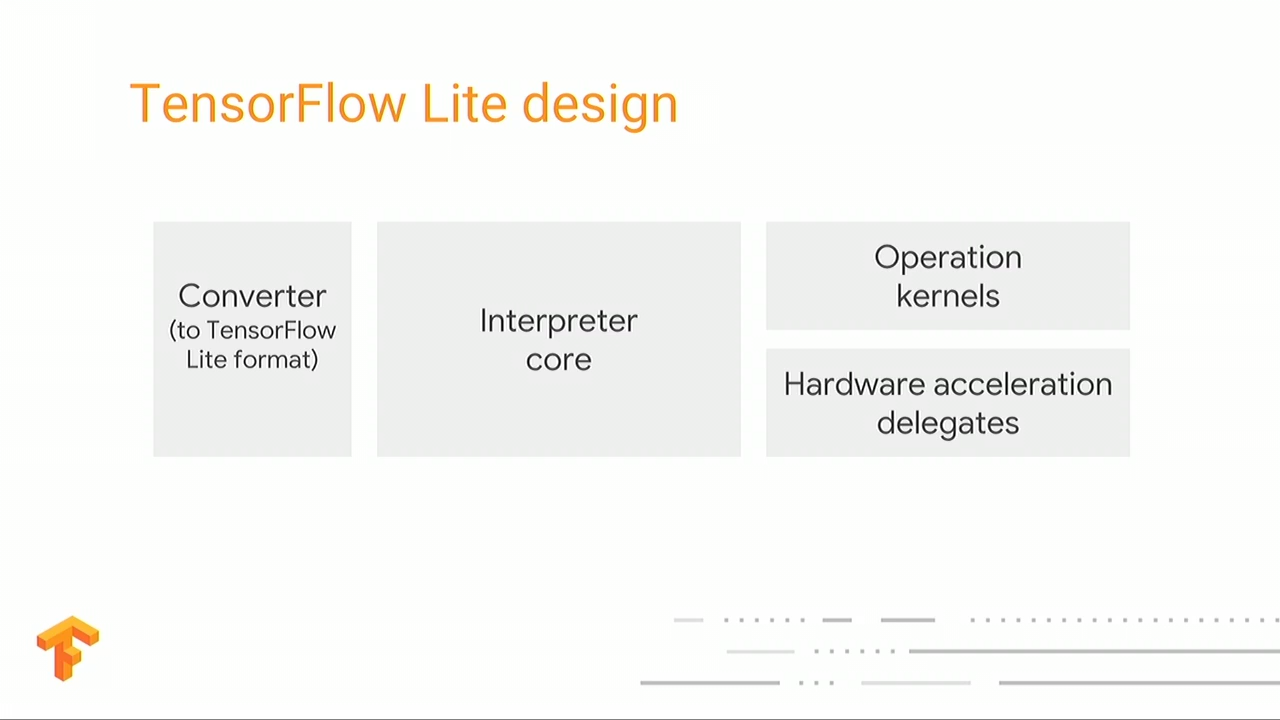 TensorFlow Lite design
Converter
(to TensorFlow
Lite format)
Interpreter
core
Operation
kernels
Hardware acceleration
delegates